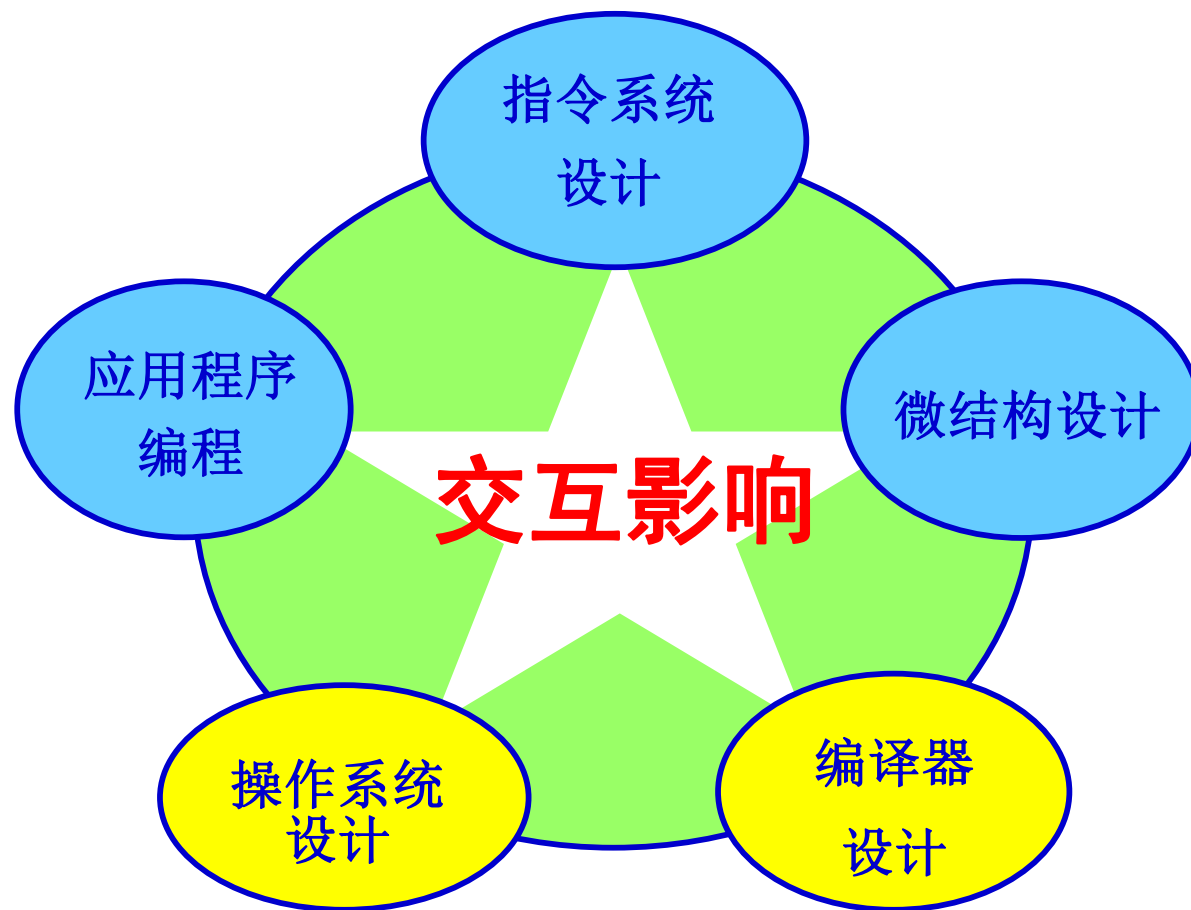 指令系统
设计
应用程序
编程
微结构设计
交互影响
操作系统
设计
编译器
设计